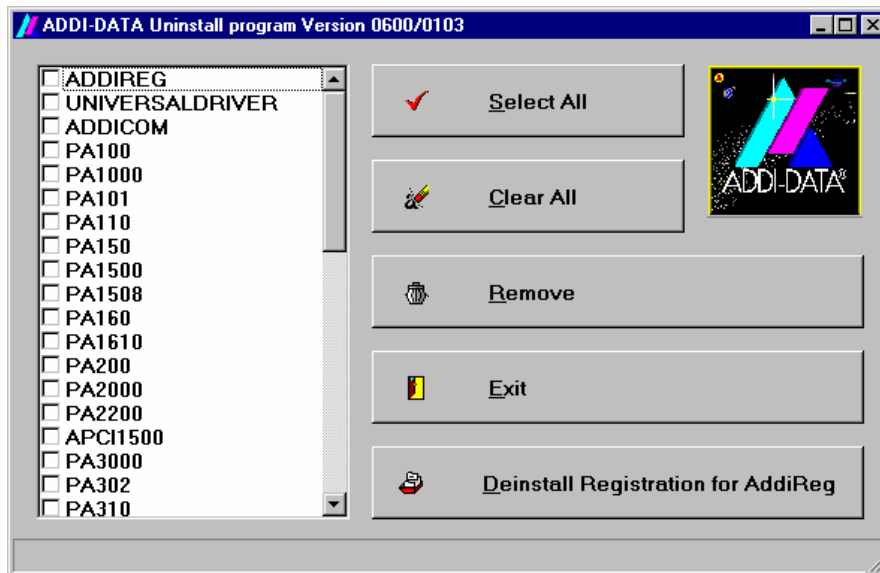 ADDI-DATA Uninstall program Version 0600/0103
ADDIREG
UNIVERSALDRIVER
ADDICOM
PA100
PA1000
PA101
PA110
PA150
PA1500
PA1508
PA160
PA1610
PA200
PA2000
PA2200
APCI1500
PA3000
PA302
PA310
Select All
Clear All
Remove
Exit
Deinstall Registration for AddiReg
ADDI-DATA®